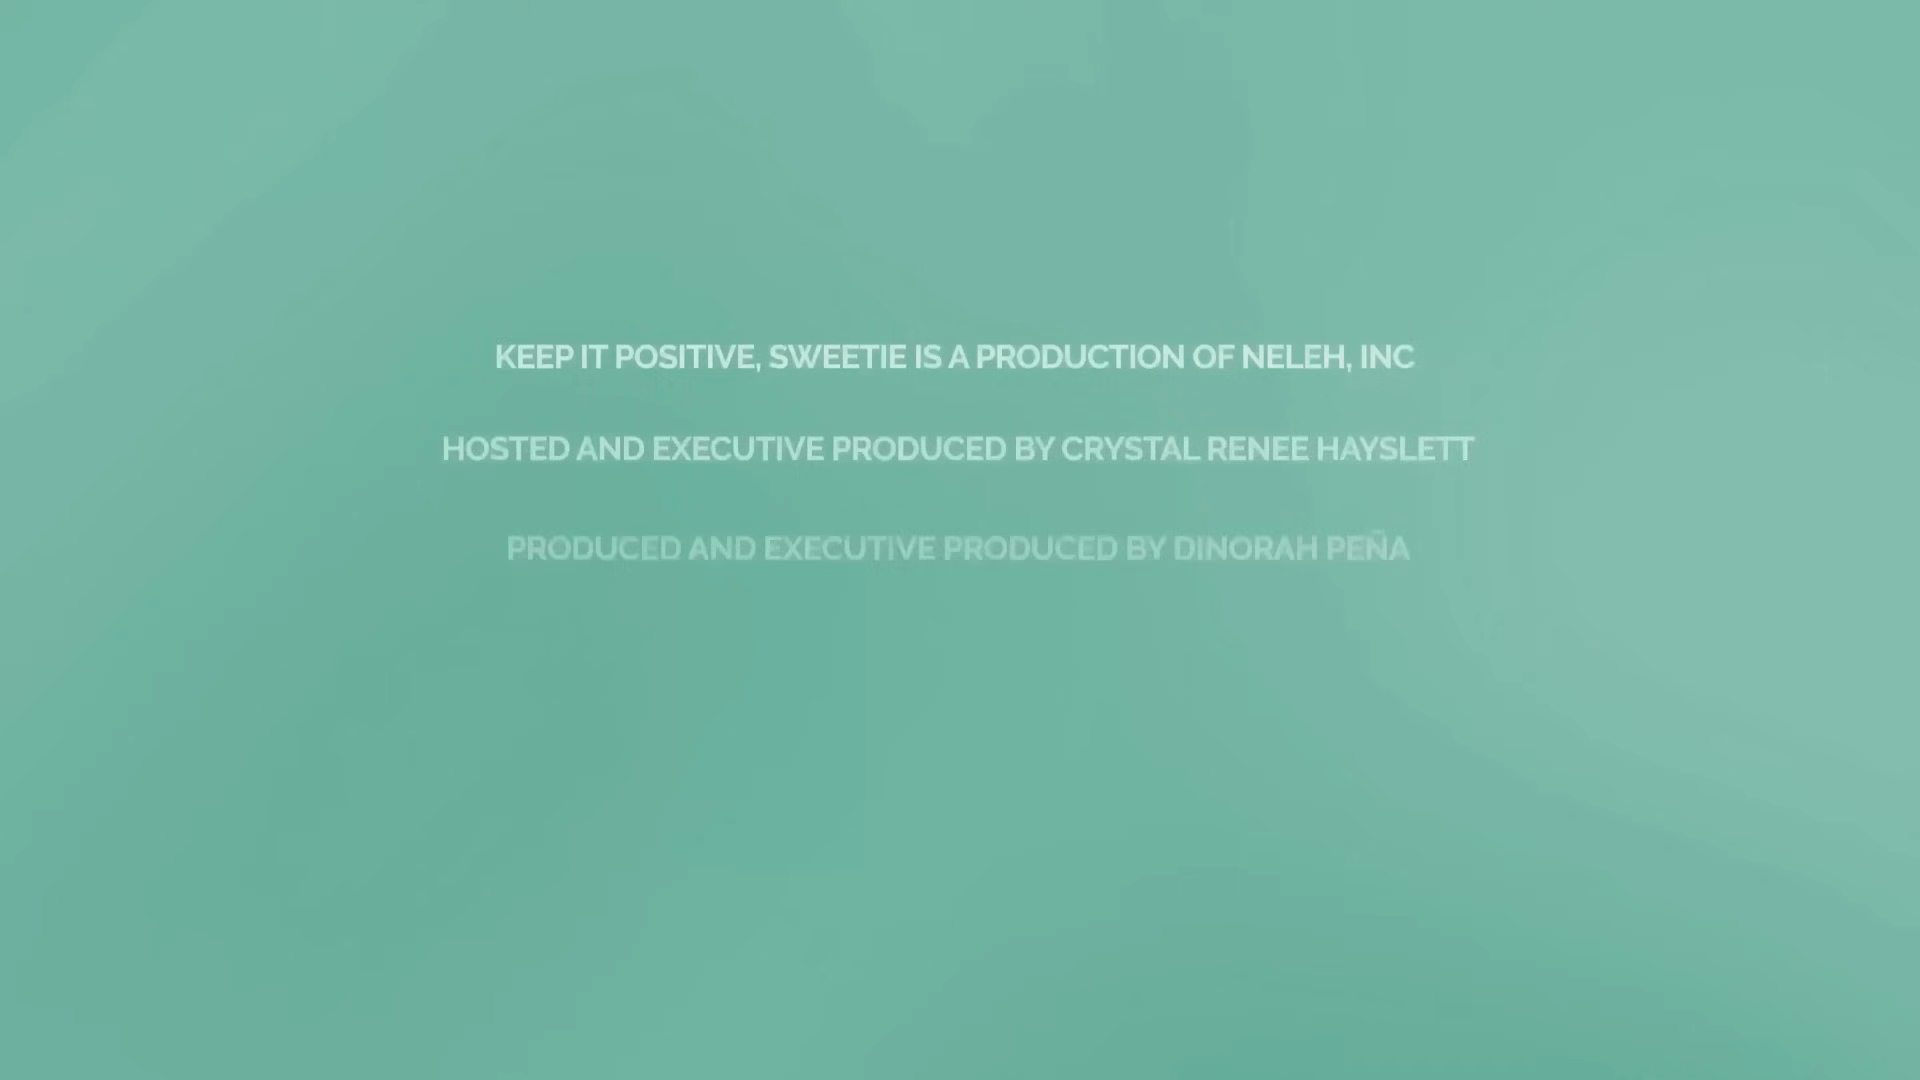 KEEP IT POSITIVE, SWEETIE IS A PRODUCTION OF NELEH, INC
HOSTED AND EXECUTIVE PRODUCED BY CRYSTAL RENEE HAYSLETT
PRODUCED AND EXECUTIVE PRODUCED BY DINORAH PEÑA